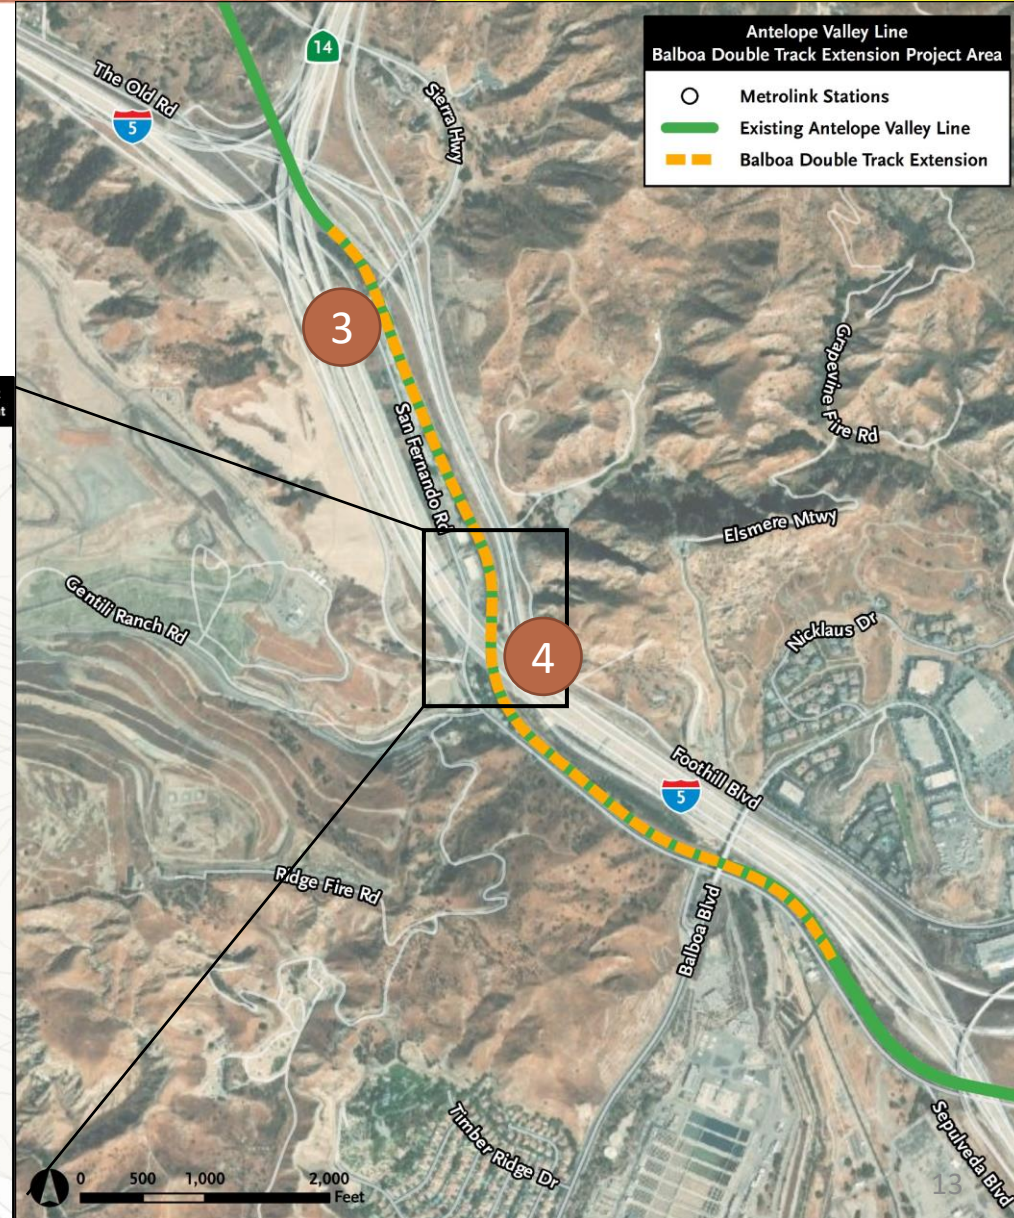 Antelope Valley Line
Balboa Double Track Extension Project Area
Metrolink Stations
Existing Antelope Valley Line
Balboa Double Track Extension
14
The Old Rd
5
Sierra Hwy
3
Grapevine Fire Rd
San Fernando Rd
Elsmere Mtwy
Gentili Ranch Rd
Nicklaus Dr
4
Foothill Blvd
5
Ridge Fire Rd
Balboa Blvd
Timber Ridge Dr
Sepulveda Blvd
0 500 1,000 2,000
Feet
13